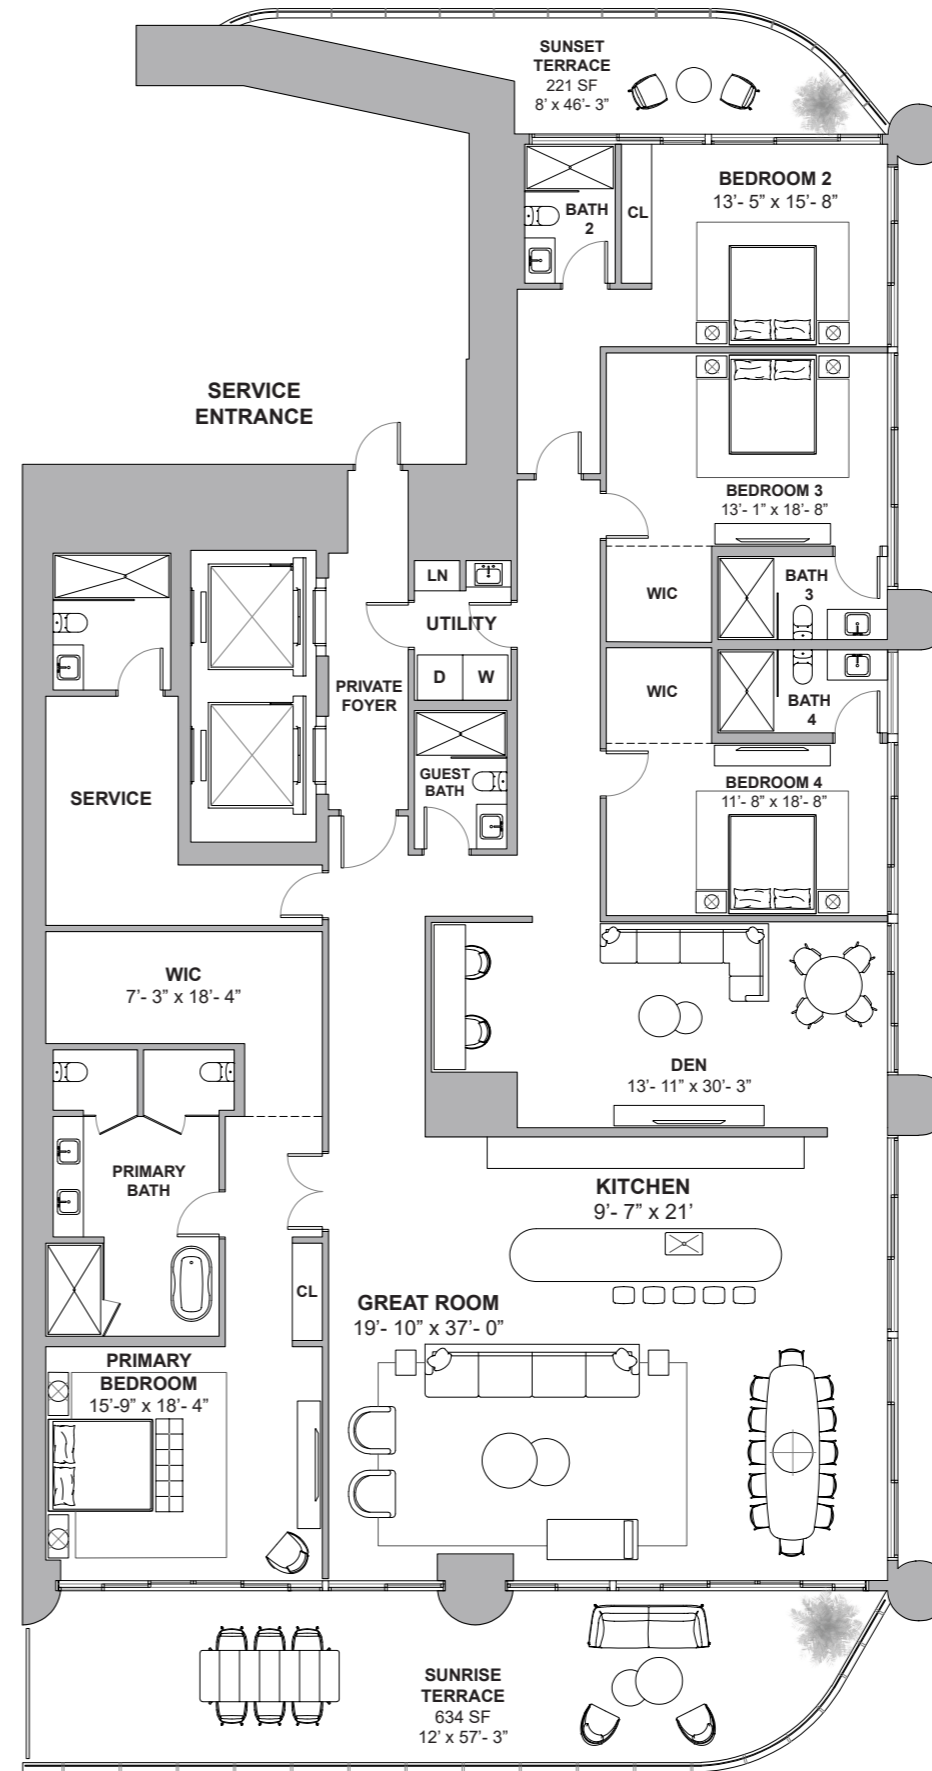 SUNSET
TERRACE
221 SF
8’ x 46’- 3”
BEDROOM 2
13’- 5” x 15’- 8”
BATH
2
CL
SERVICE
ENTRANCE
BEDROOM 3
13’- 1” x 18’- 8”
LN
WIC
BATH
3
UTILITY
D
W
PRIVATE
FOYER
WIC
BATH
4
GUEST
BATH
BEDROOM 4
11’- 8” x 18’- 8”
SERVICE
WIC
7’- 3” x 18’- 4”
DEN
13’- 11” x 30’- 3”
PRIMARY
BATH
KITCHEN
9’- 7” x 21’
CL
GREAT ROOM
19’- 10” x 37’- 0”
PRIMARY
BEDROOM
15’-9” x 18’- 4”
SUNRISE
TERRACE
634 SF
12’ x 57’- 3”